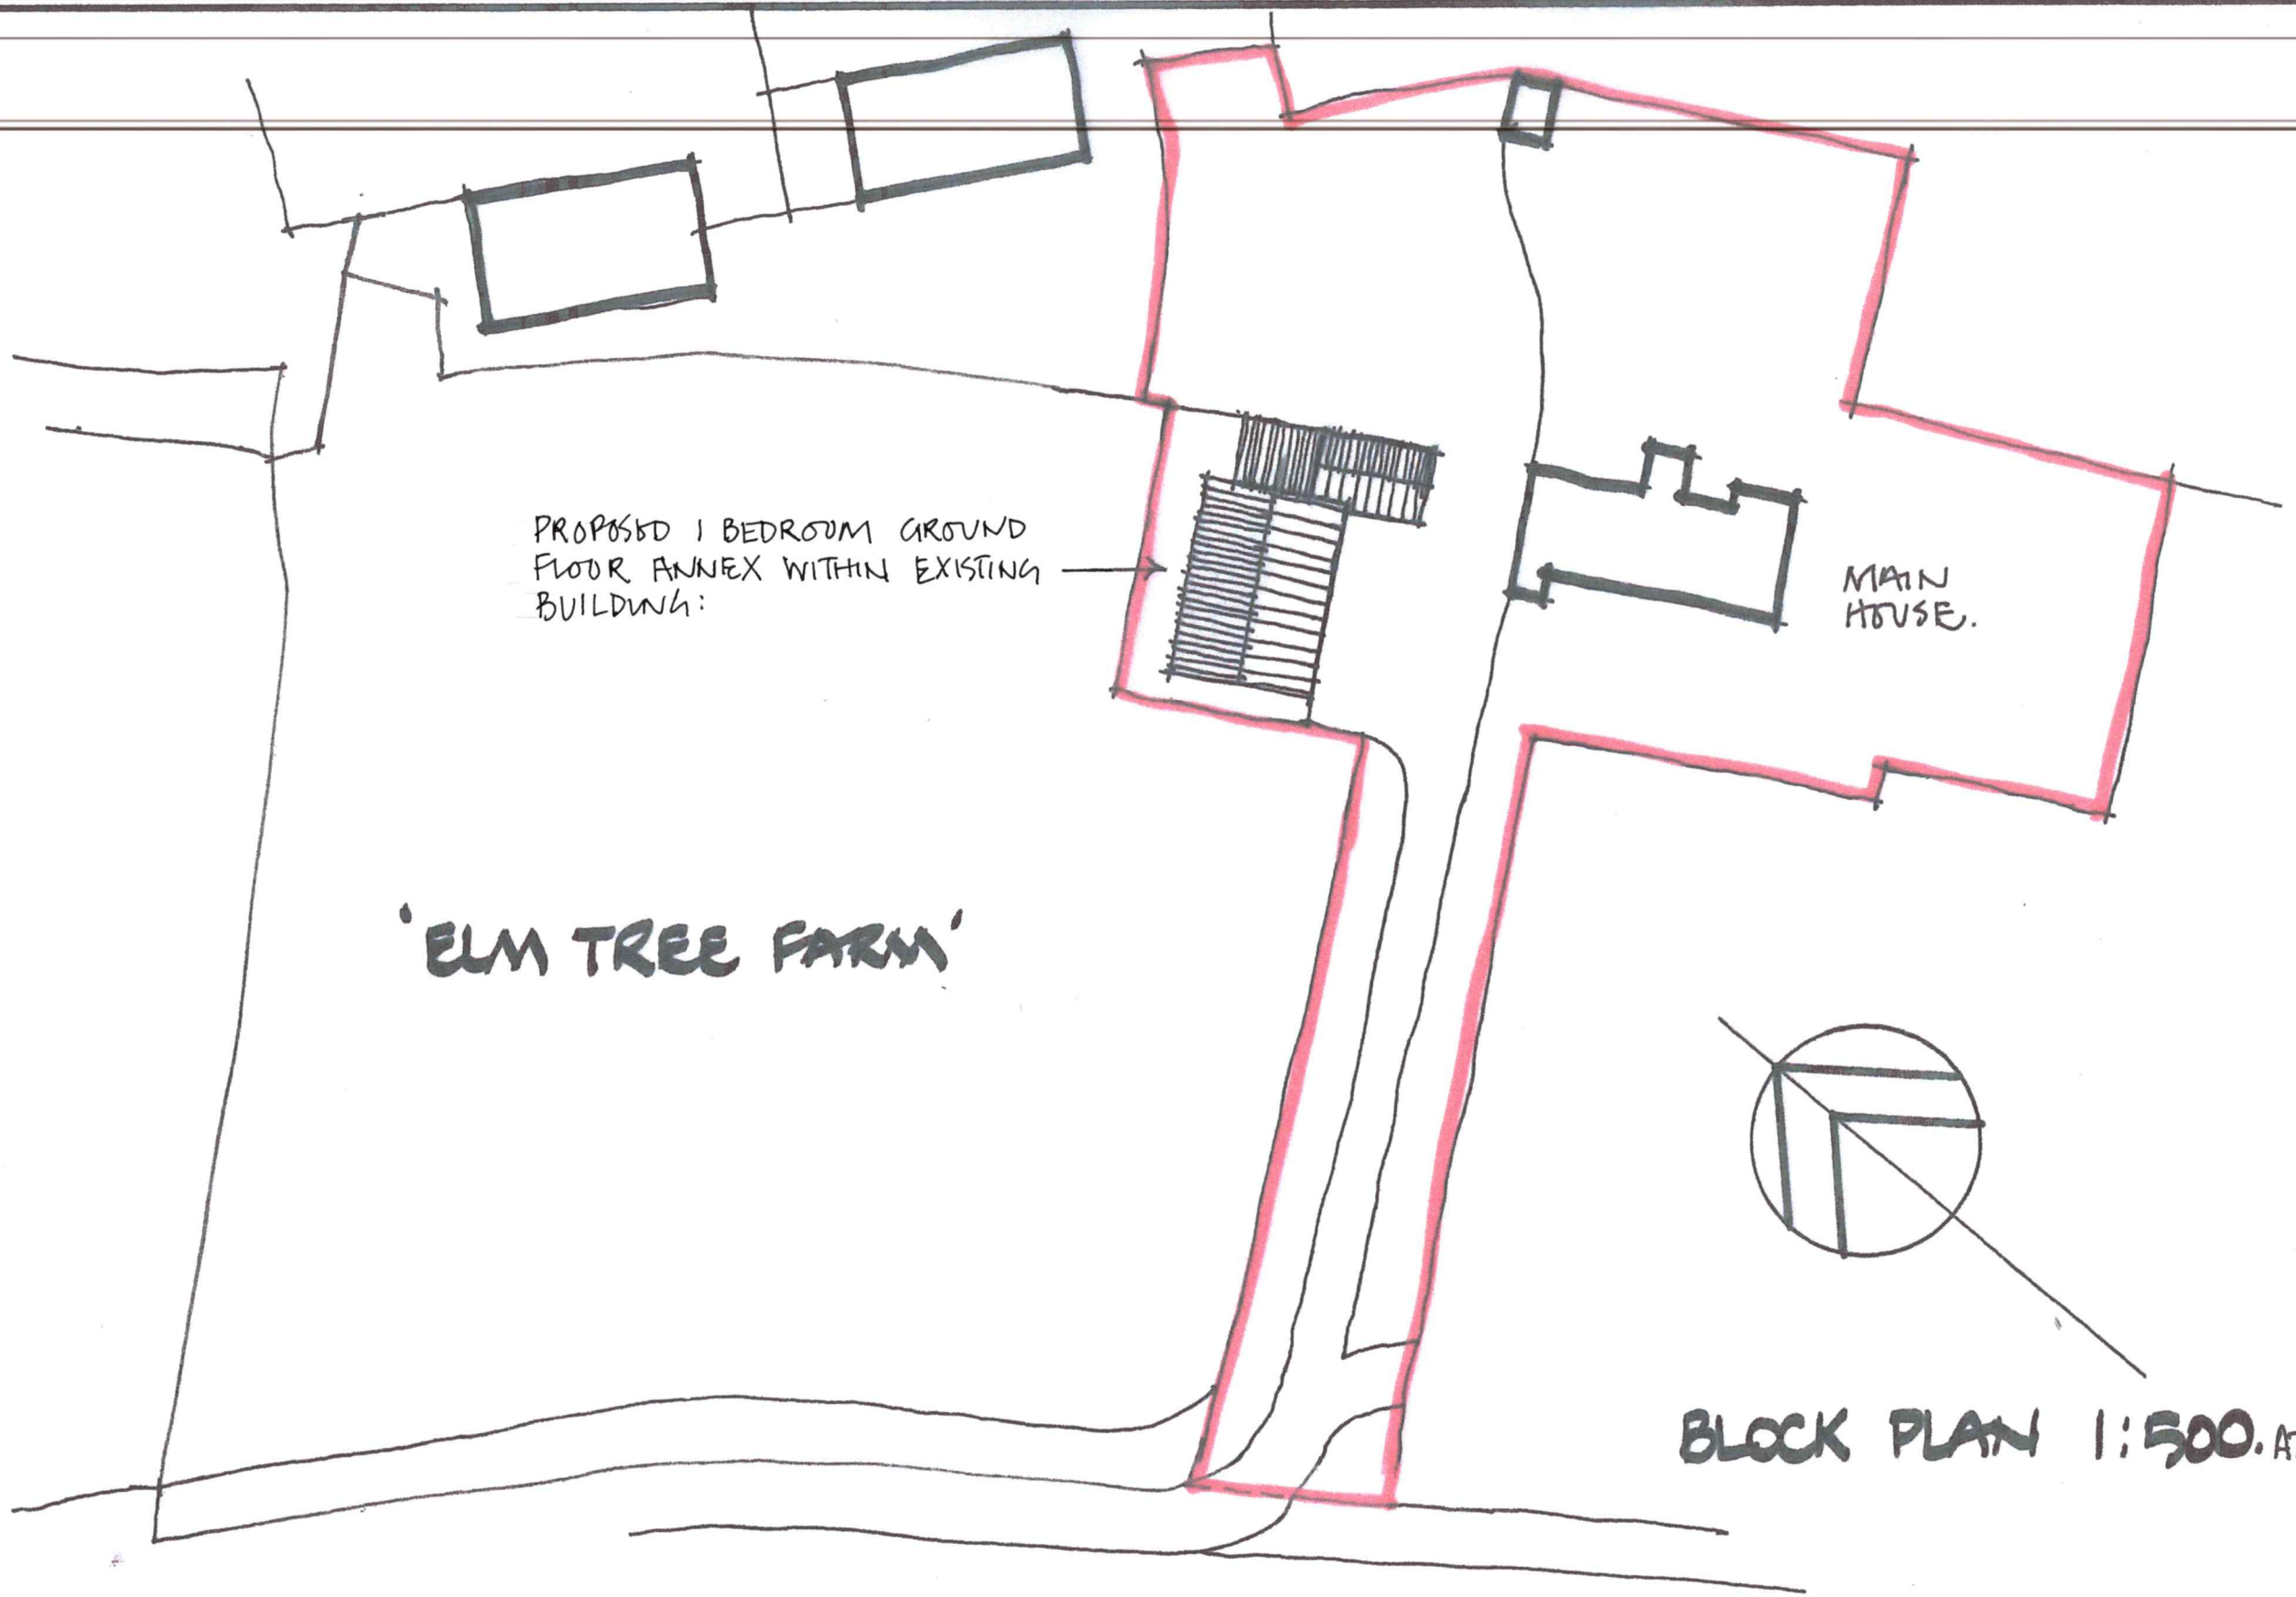 PROPOSED 1 BEDROOM GROUND
FLOOR ANNEX WITHIN EXISTING
BUILDING:
MAIN
HOUSE.
'ELM TREE FARM'
BLOCK PLAN 1:500.